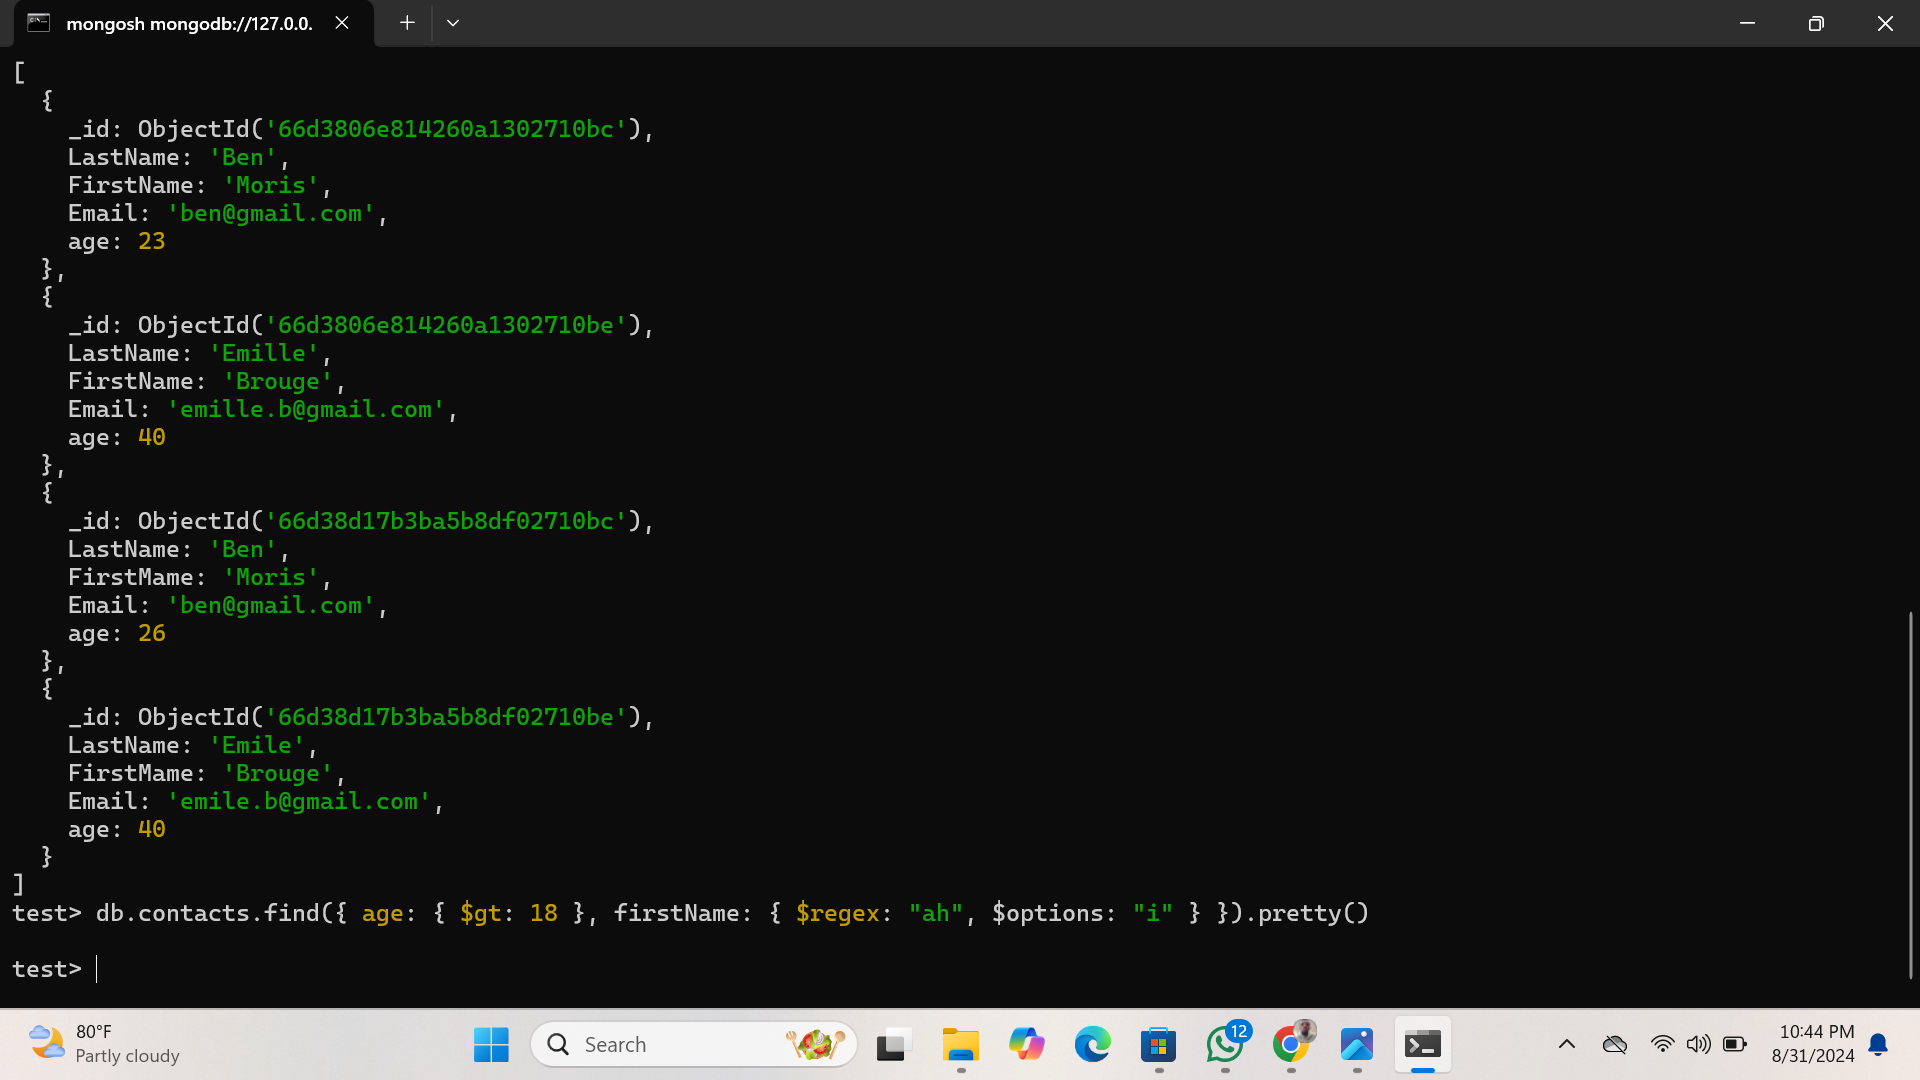 mongosh mongodb://127.0.0.
[
  {
    _id: ObjectId('66d3806e814260a1302710bc'),
    LastName: 'Ben',
    FirstName: 'Moris',
    Email: 'ben@gmail.com',
    age: 23
  },
  {
    _id: ObjectId('66d3806e814260a1302710be'),
    LastName: 'Emille',
    FirstName: 'Brouge',
    Email: 'emille.b@gmail.com',
    age: 40
  },
  {
    _id: ObjectId('66d38d17b3ba5b8df02710bc'),
    LastName: 'Ben',
    FirstMame: 'Moris',
    Email: 'ben@gmail.com',
    age: 26
  },
  {
    _id: ObjectId('66d38d17b3ba5b8df02710be'),
    LastName: 'Emile',
    FirstMame: 'Brouge',
    Email: 'emile.b@gmail.com',
    age: 40
  }
]
test> db.contacts.find({ age: { $gt: 18 }, firstName: { $regex: "ah", $options: "i" } }).pretty()
test>
80°F
Partly cloudy
Search
12
10:44 PM
8/31/2024